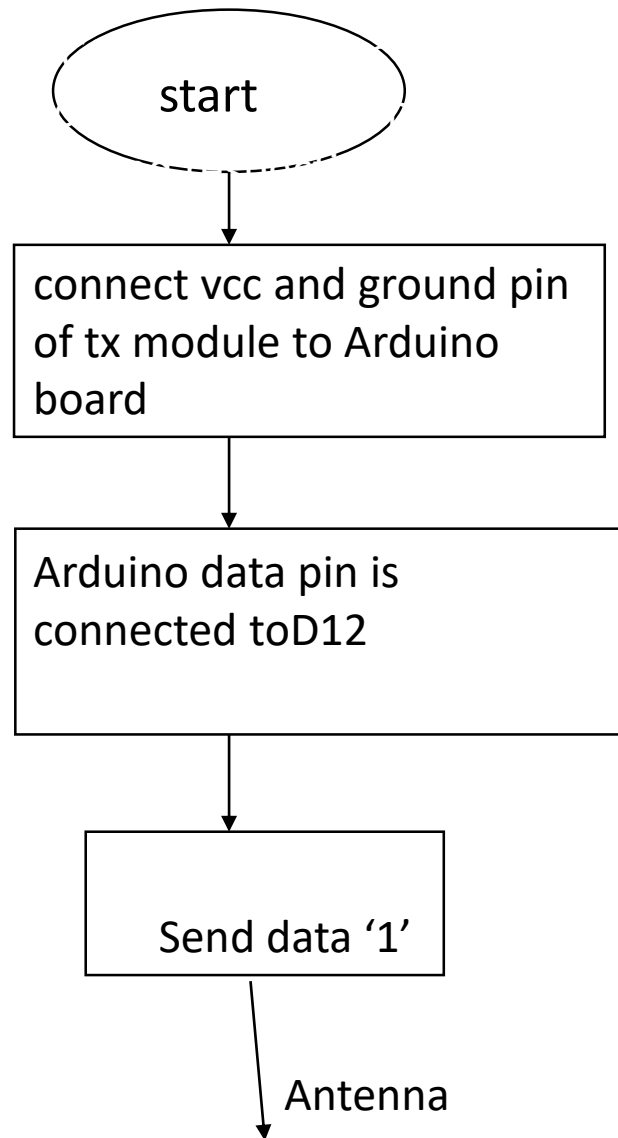 start
connect vcc and ground pin
of tx module to Arduino
board
Arduino data pin is
connected toD12
Send data ‘1’
Antenna